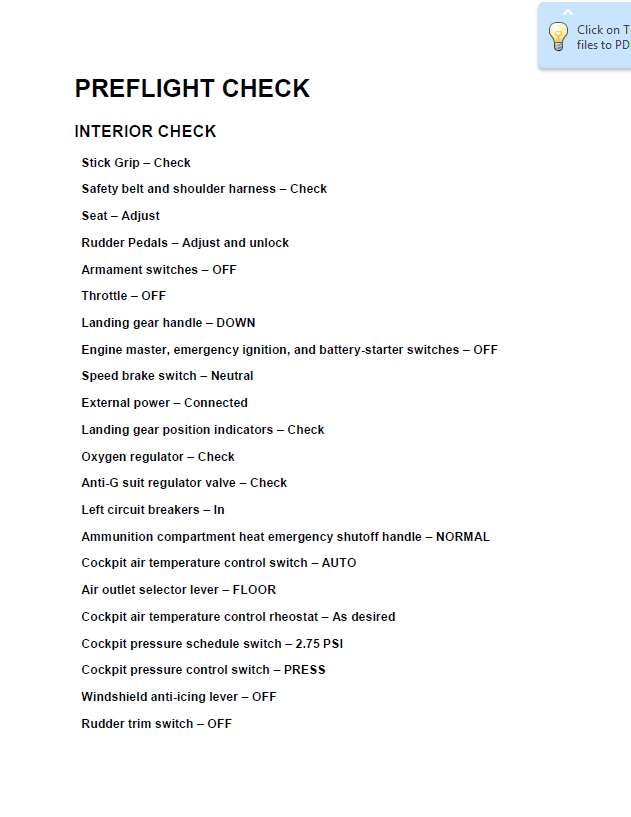 Click on T
files to PD
PREFLIGHT CHECK
INTERIOR CHECK
Stick Grip – Check
Safety belt and shoulder harness – Check
Seat – Adjust
Rudder Pedals – Adjust and unlock
Armament switches – OFF
Throttle – OFF
Landing gear handle – DOWN
Engine master, emergency ignition, and battery-starter switches – OFF
Speed brake switch – Neutral
External power – Connected
Landing gear position indicators – Check
Oxygen regulator – Check
Anti-G suit regulator valve – Check
Left circuit breakers – In
Ammunition compartment heat emergency shutoff handle – NORMAL
Cockpit air temperature control switch – AUTO
Air outlet selector lever – FLOOR
Cockpit air temperature control rheostat – As desired
Cockpit pressure schedule switch – 2.75 PSI
Cockpit pressure control switch – PRESS
Windshield anti-icing lever – OFF
Rudder trim switch – OFF